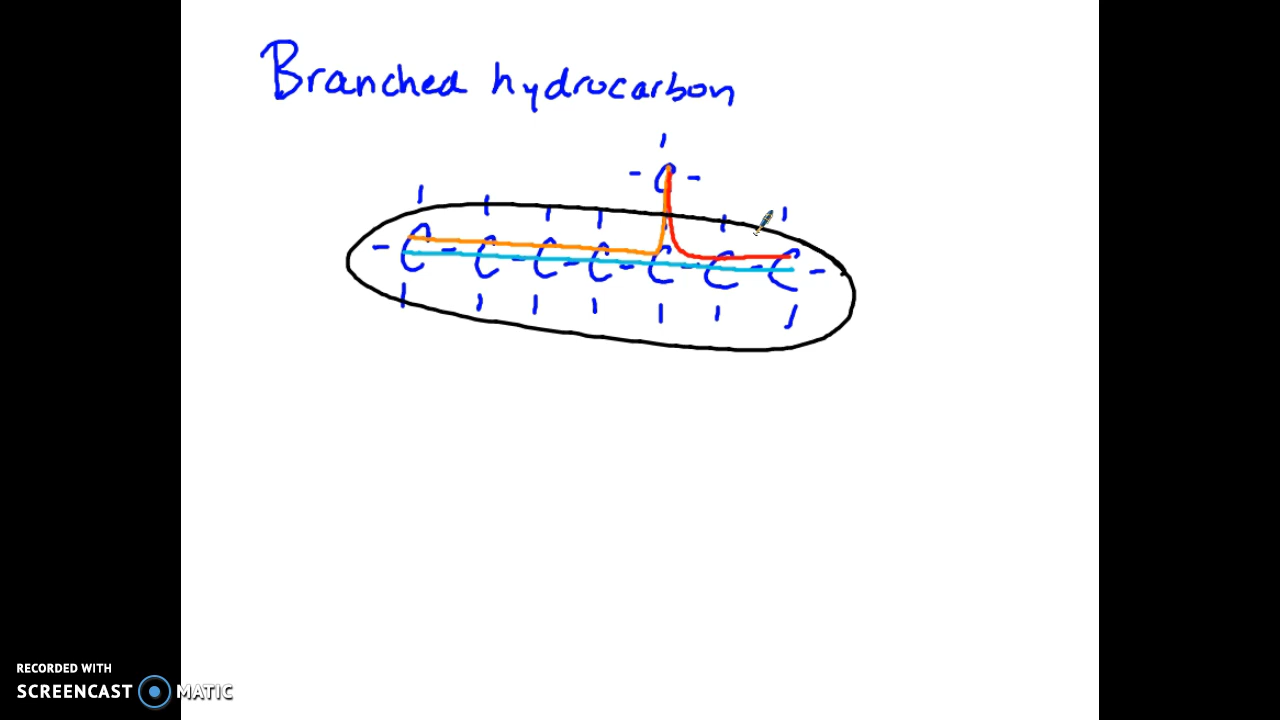 Branched hydrocarbon
C
C C C C C C C
RECORDED WITH
SCREENCAST MATIC